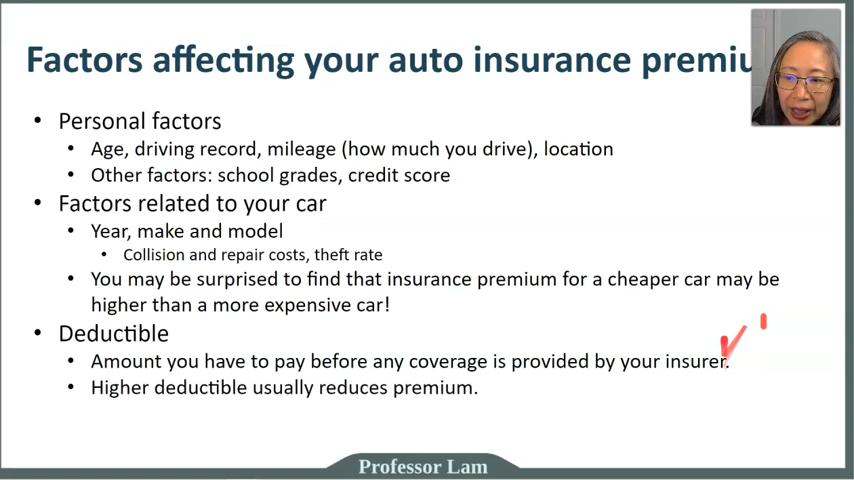 Factors affecting your auto insurance premiu
• Personal factors
• Age, driving record, mileage (how much you drive), location
• Other factors: school grades, credit score
• Factors related to your car
• Year, make and model
• Collision and repair costs, theft rate
• You may be surprised to find that insurance premium for a cheaper car may be
higher than a more expensive car!
• Deductible
• Amount you have to pay before any coverage is provided by your insurer.
• Higher deductible usually reduces premium.
Professor Lam